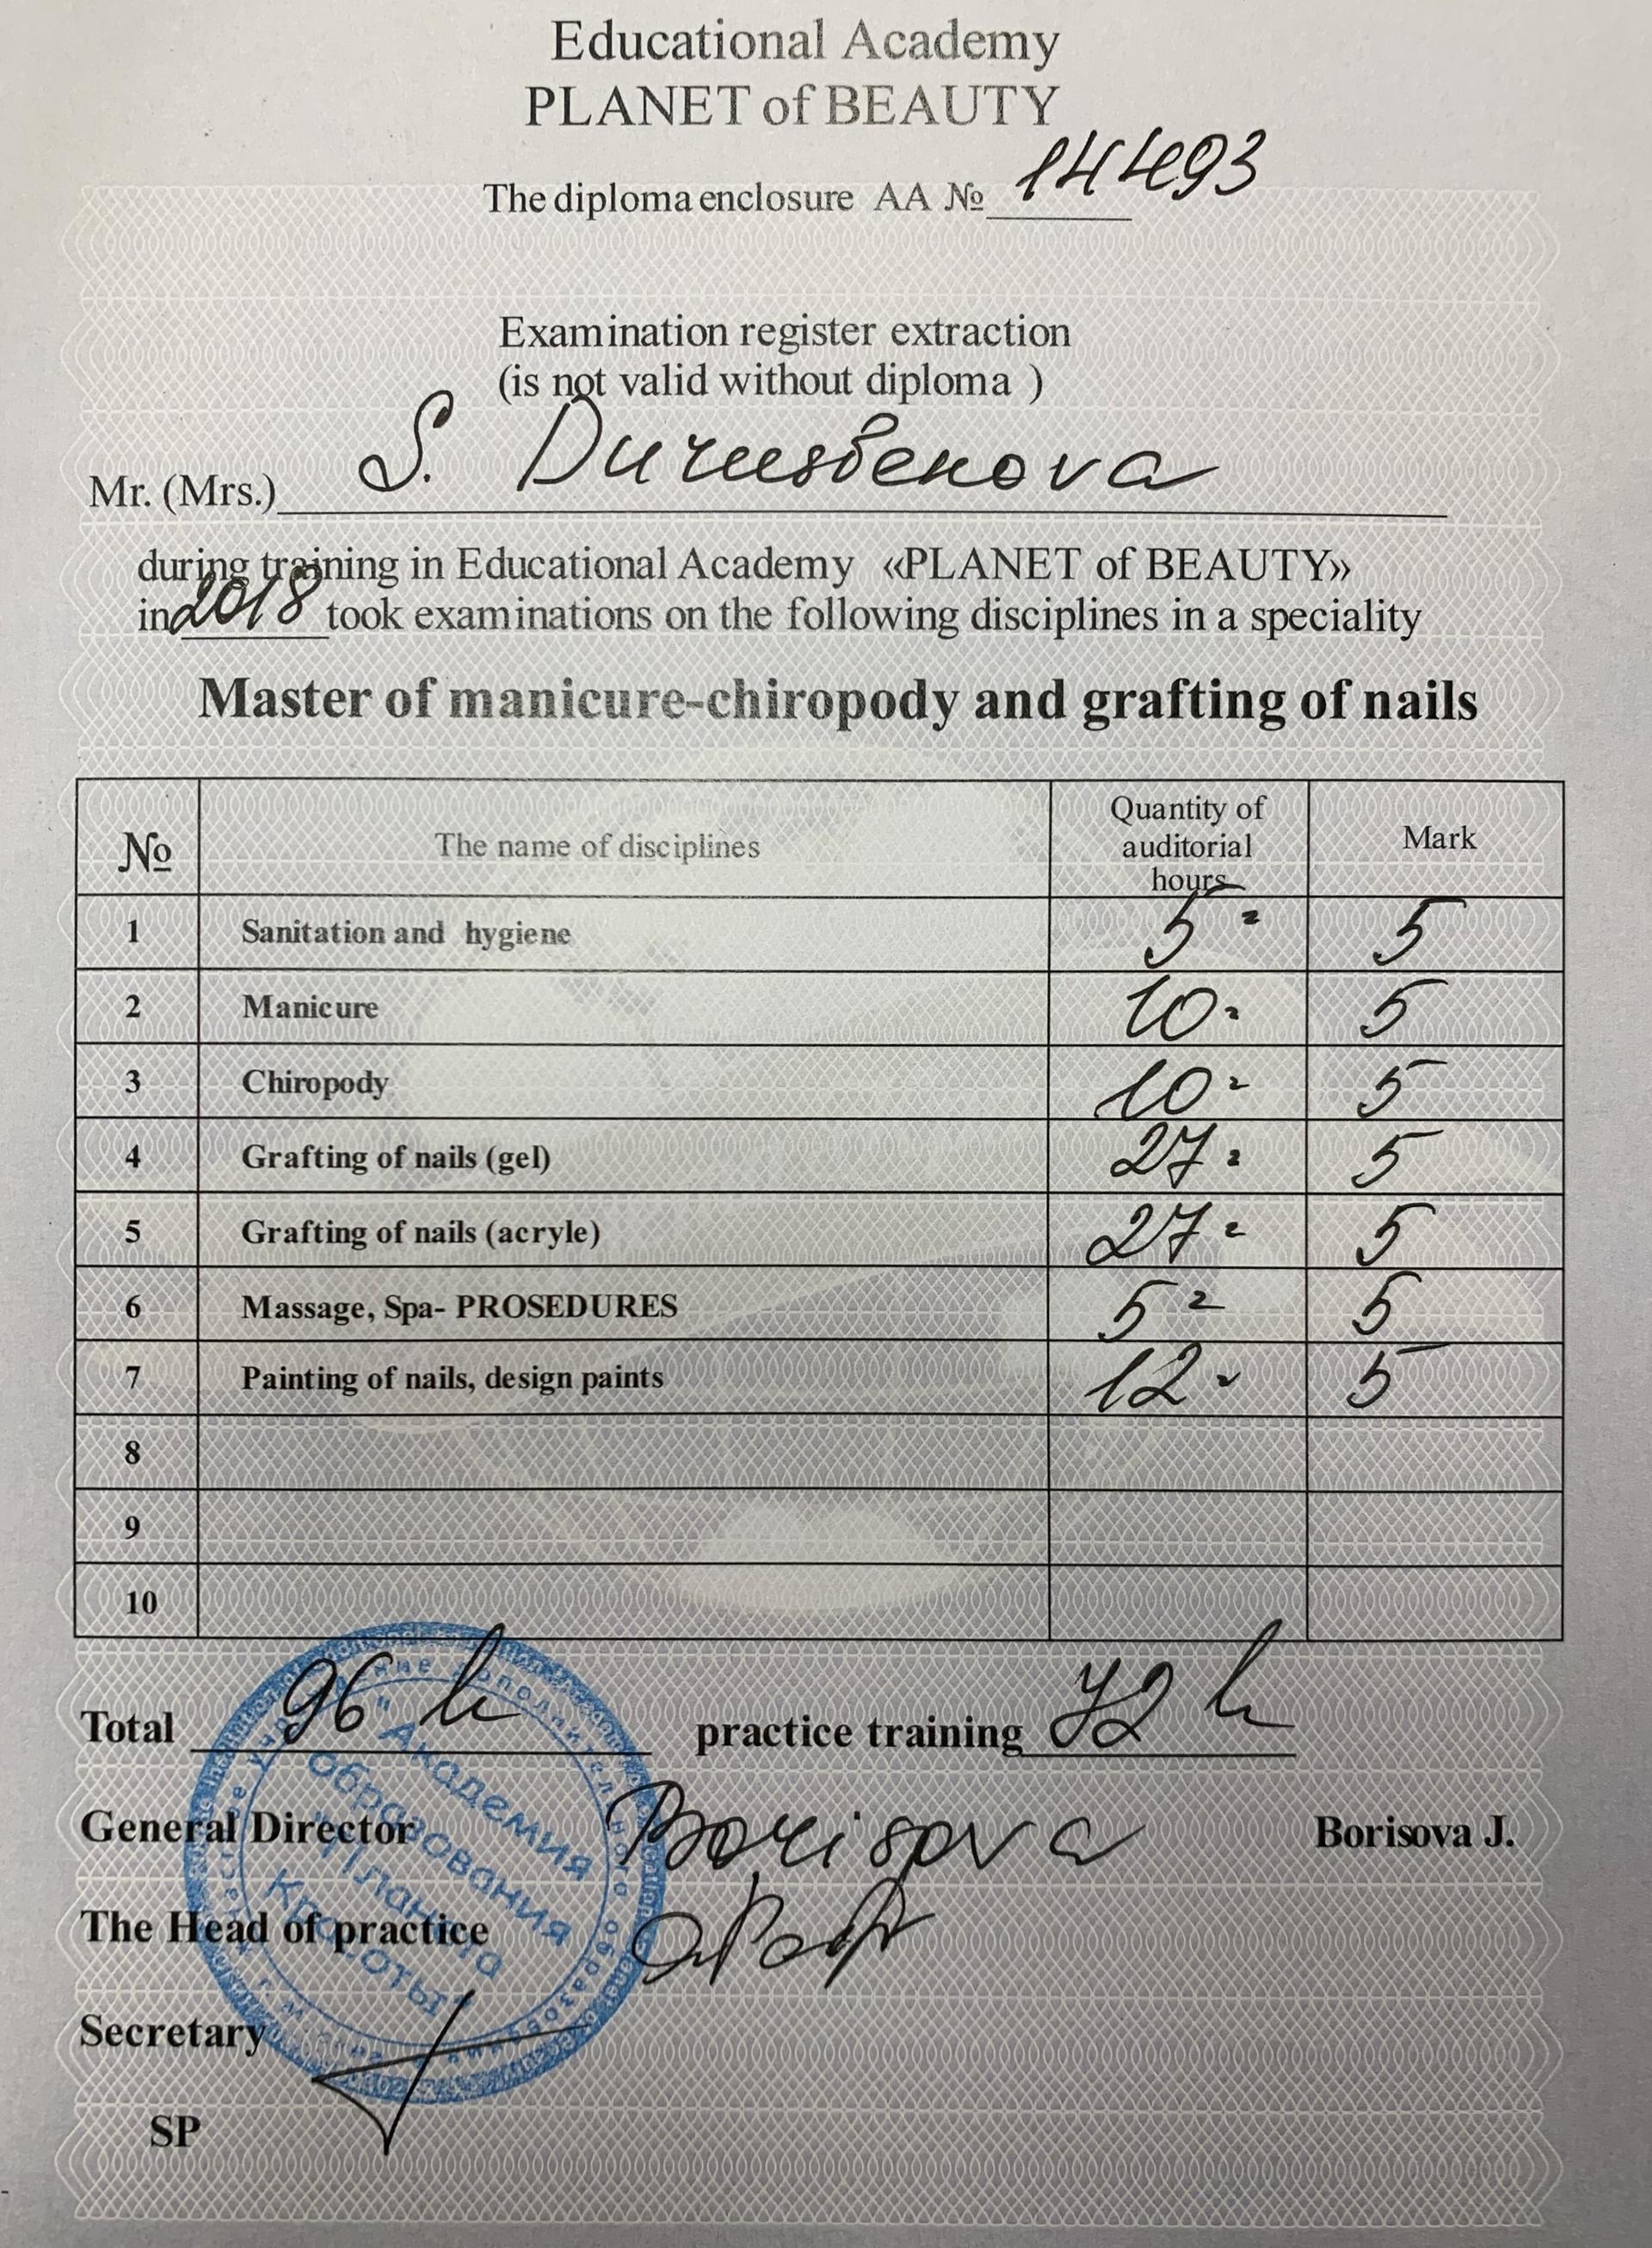 Educational Academy
PLANET of BEAUTY
The diploma enclosure AA № 144493
Examination register extraction
(is not valid without diploma )
Mr. (Mrs.) S.
during training in Educational Academy «PLANET of BEAUTY»
in 2018 took examinations on the following disciplines in a speciality
Master of manicure-chiropody and grafting of nails
№ The name of disciplines Quantity of auditorial hours Mark
1 Sanitation and hygiene 5 5
2 Manicure 10 5
3 Chiropody 10 5
4 Grafting of nails (gel) 27 5
5 Grafting of nails (acryle) 27 5
6 Massage, Spa- PROSEDURES 5 5
7 Painting of nails, design paints 12 5
8
9
10
Total 96 h practice training 72 h
General Director Borisova Borisova J.
The Head of practice
Secretary
SP
"Академия
образования
"Планета
Красоты"